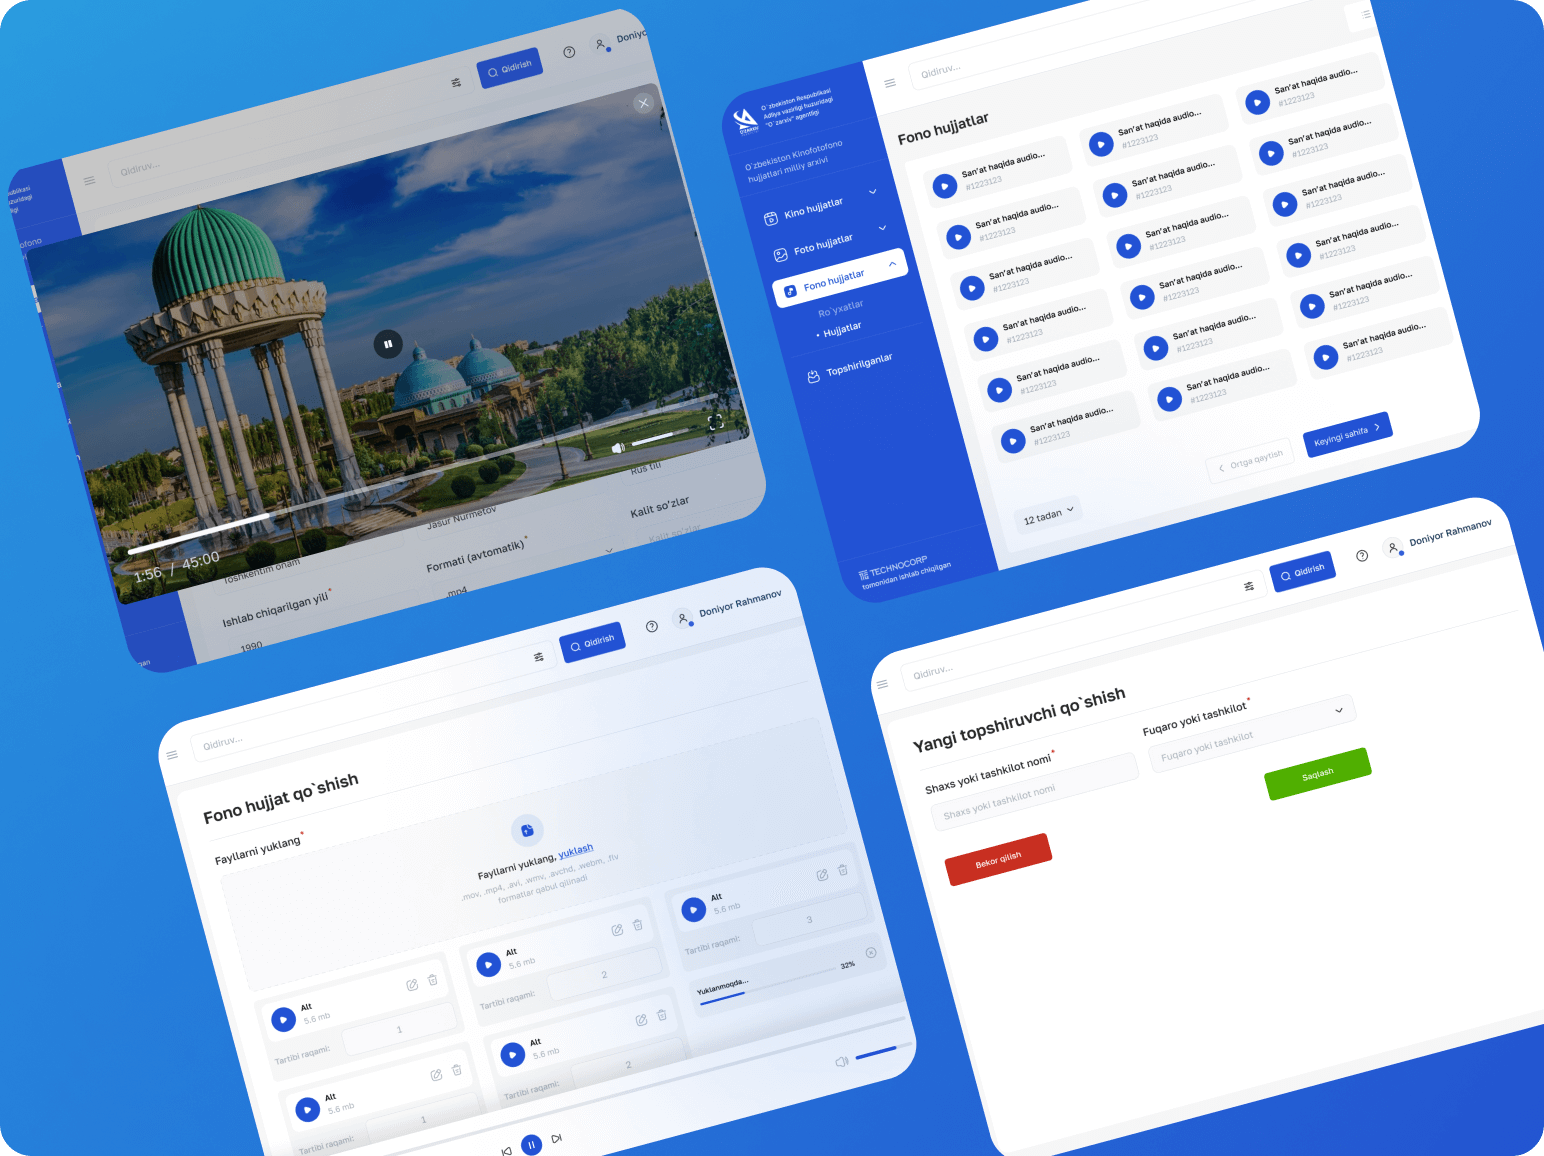 Qidirish
Doniyor
Qidiruv...
1:56 / 45:00
Toshkentim onam
Jasur Nurmetov
Rus tili
Ishlab chiqarilgan yili*
Formati (avtomatik)*
Kalit so'zlar
1990
.mp4
Kalit so'zlar
O`zbekiston Respublikasi
Adliya vazirligi huzuridagi
"O`zarxiv" agentligi
O'ZARXIV
O`zbekiston Kinofotofono
hujjatlari milliy arxivi
Kino hujjatlar
Foto hujjatlar
Fono hujjatlar
Ro`yxatlar
Hujjatlar
Topshirilganlar
TECHNOCORP
tomonidan ishlab chiqilgan
Qidiruv...
Fono hujjatlar
San'at haqida audio...
#1223123
San'at haqida audio...
#1223123
San'at haqida audio...
#1223123
San'at haqida audio...
#1223123
San'at haqida audio...
#1223123
San'at haqida audio...
#1223123
San'at haqida audio...
#1223123
San'at haqida audio...
#1223123
San'at haqida audio...
#1223123
San'at haqida audio...
#1223123
San'at haqida audio...
#1223123
San'at haqida audio...
#1223123
San'at haqida audio...
#1223123
San'at haqida audio...
#1223123
San'at haqida audio...
#1223123
San'at haqida audio...
#1223123
San'at haqida audio...
#1223123
San'at haqida audio...
#1223123
12 tadan
Ortga qaytish
Keyingi sahifa
Qidiruv...
Qidirish
Doniyor Rahmanov
Fono hujjat qo`shish
Fayllarni yuklang*
Fayllarni yuklang, yuklash
.mov, .mp4, .avi, .wmv, .avchd, .webm, .flv
formatlar qabul qilinadi
Alt
5.6 mb
Tartibi raqami:
1
Alt
5.6 mb
Tartibi raqami:
2
Alt
5.6 mb
Tartibi raqami:
3
Yuklanmoqda...
32%
Alt
5.6 mb
Tartibi raqami:
1
Alt
5.6 mb
Tartibi raqami:
2
Qidiruv...
Qidirish
Doniyor Rahmanov
Yangi topshiruvchi qo`shish
Shaxs yoki tashkilot nomi*
Shaxs yoki tashkilot nomi
Fuqaro yoki tashkilot*
Fuqaro yoki tashkilot
Saqlash
Bekor qilish